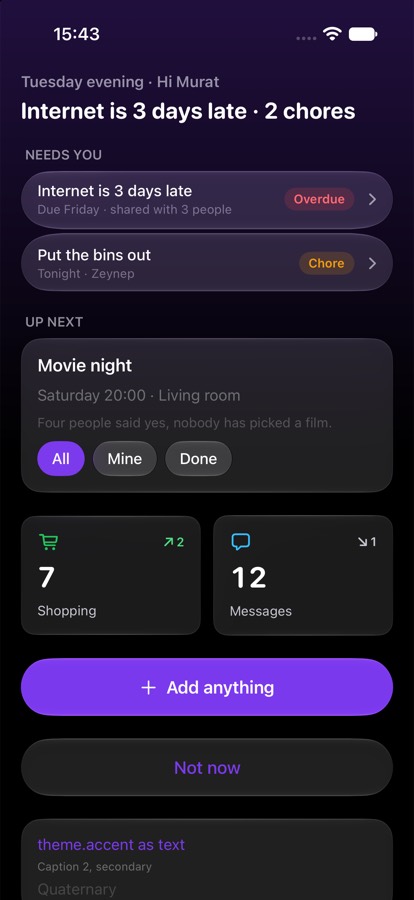 15:43
Tuesday evening · Hi Murat
Internet is 3 days late · 2 chores
NEEDS YOU
Internet is 3 days late
Due Friday · shared with 3 people
Overdue
Put the bins out
Tonight · Zeynep
Chore
UP NEXT
Movie night
Saturday 20:00 · Living room
Four people said yes, nobody has picked a film.
All Mine Done
2
7
Shopping
1
12
Messages
+ Add anything
Not now
theme.accent as text
Caption 2, secondary
Quaternary